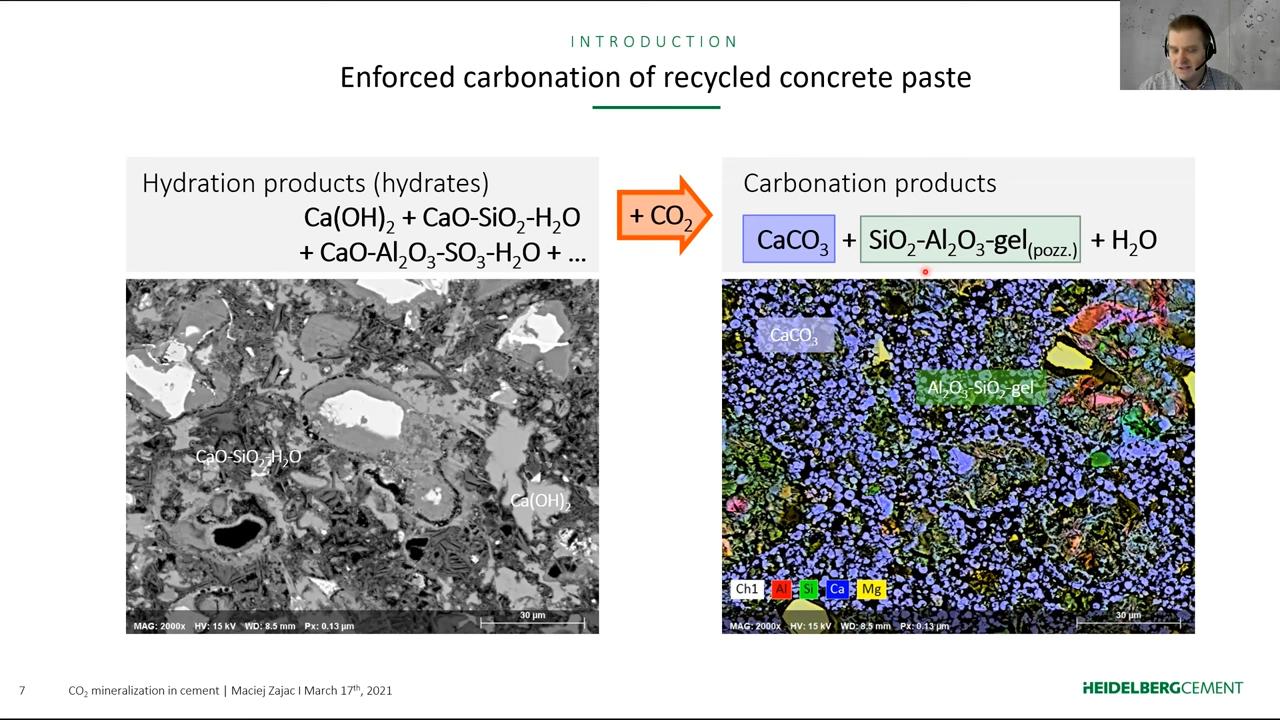 INTRODUCTION
Enforced carbonation of recycled concrete paste
Hydration products (hydrates)
Ca(OH)₂ + CaO-SiO₂-H₂O
+ CaO-Al₂O₃-SO₃-H₂O + ...
+ CO₂
Carbonation products
CaCO₃ + SiO₂-Al₂O₃-gel(pozz.) + H₂O
CaO-SiO₂-H₂O
Ca(OH)₂
30 µm
MAG: 2000x HV: 15 kV WD: 8.5 mm Px: 0.13 µm
CaCO₃
Al₂O₃-SiO₂-gel
Ch1 Al Si Ca Mg
30 µm
MAG: 2000x HV: 15 kV WD: 8.5 mm Px: 0.13 µm
7 CO₂ mineralization in cement | Maciej Zajac I March 17th, 2021
HEIDELBERGCEMENT